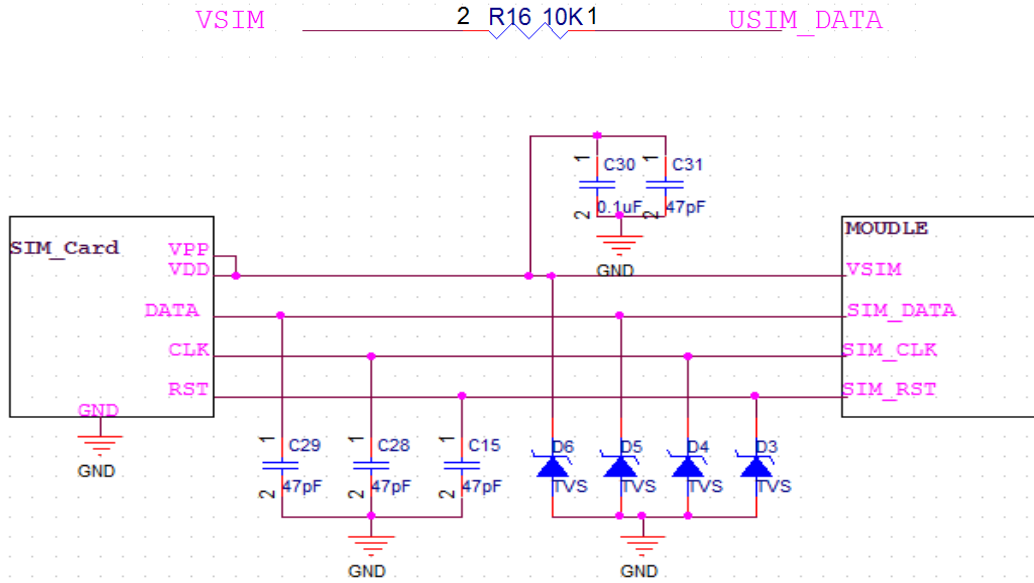 VSIM 2 R16 10K 1 USIM_DATA
1 C30 1 C31
2 0.1uF 2 47pF
GND
SIM_Card VPP
VDD
DATA
CLK
RST
GND
GND
MOUDLE
VSIM
SIM_DATA
SIM_CLK
SIM_RST
1 C29 1 C28 1 C15
2 47pF 2 47pF 2 47pF
GND
D6 D5 D4 D3
TVS TVS TVS TVS
GND